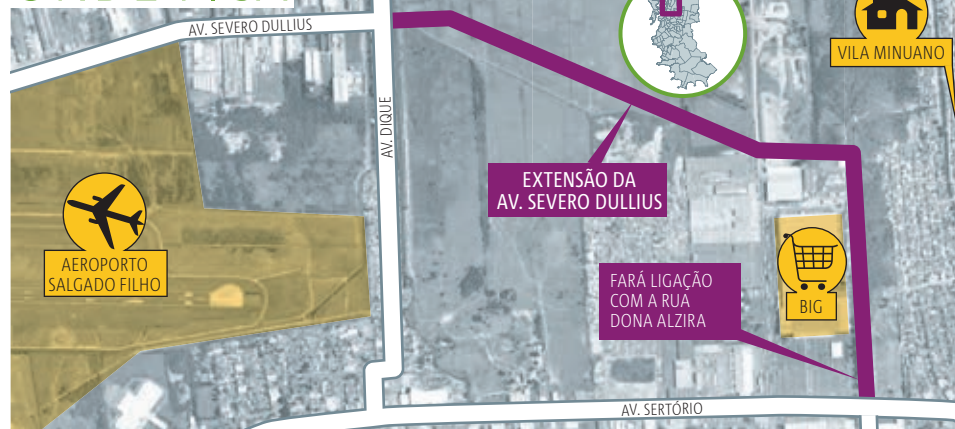 AV. SEVERO DULLIUS
VILA MINUANO
AV. DIQUE
EXTENSÃO DA
AV. SEVERO DULLIUS
AEROPORTO
SALGADO FILHO
FARÁ LIGAÇÃO
COM A RUA
DONA ALZIRA
BIG
AV. SERTÓRIO